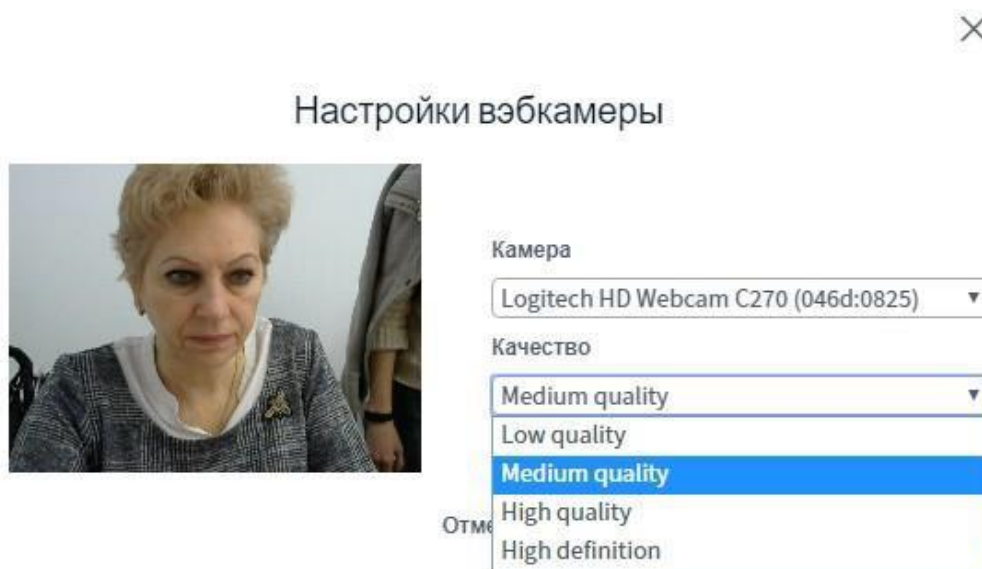 Настройки вэбкамеры
Камера
Logitech HD Webcam C270 (046d:0825)
Качество
Medium quality
Low quality
Medium quality
High quality
High definition